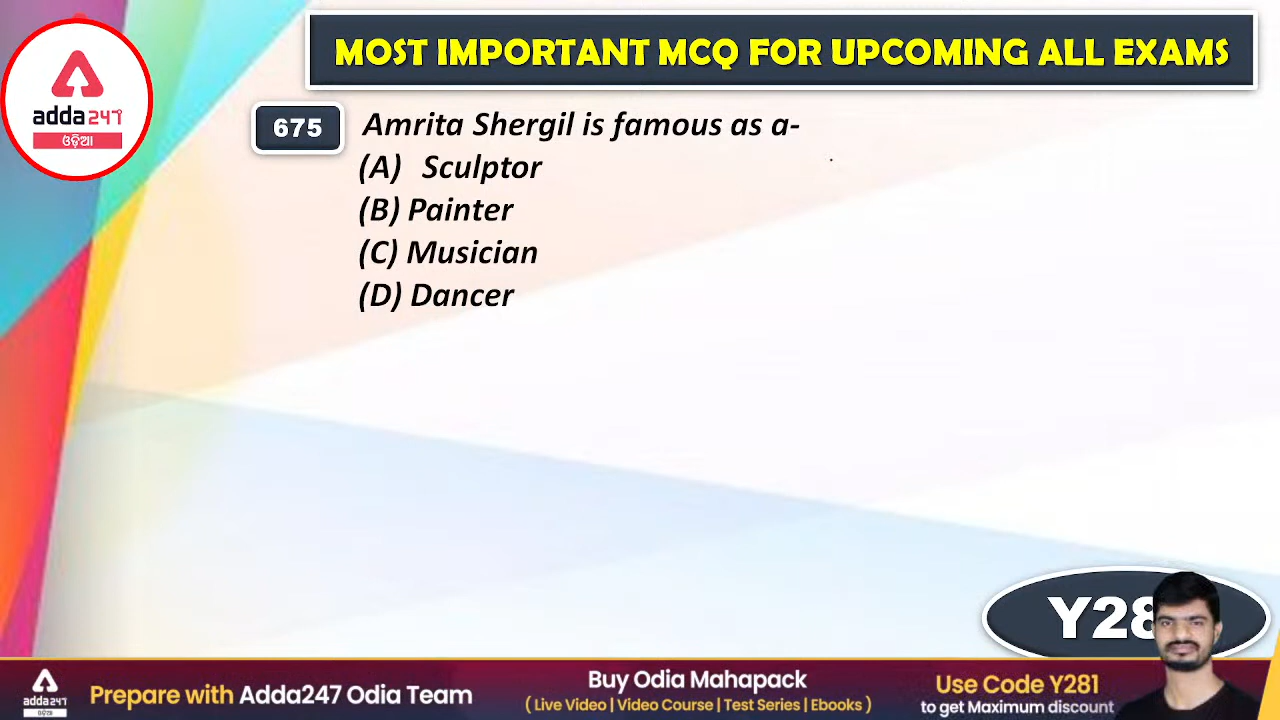 MOST IMPORTANT MCQ FOR UPCOMING ALL EXAMS
adda247
ଓଡ଼ିଆ
675
Amrita Shergil is famous as a-
(A) Sculptor
(B) Painter
(C) Musician
(D) Dancer
Y28
adda247
ଓଡ଼ିଆ
Prepare with Adda247 Odia Team
Buy Odia Mahapack
( Live Video | Video Course | Test Series | Ebooks )
Use Code Y281
to get Maximum discount